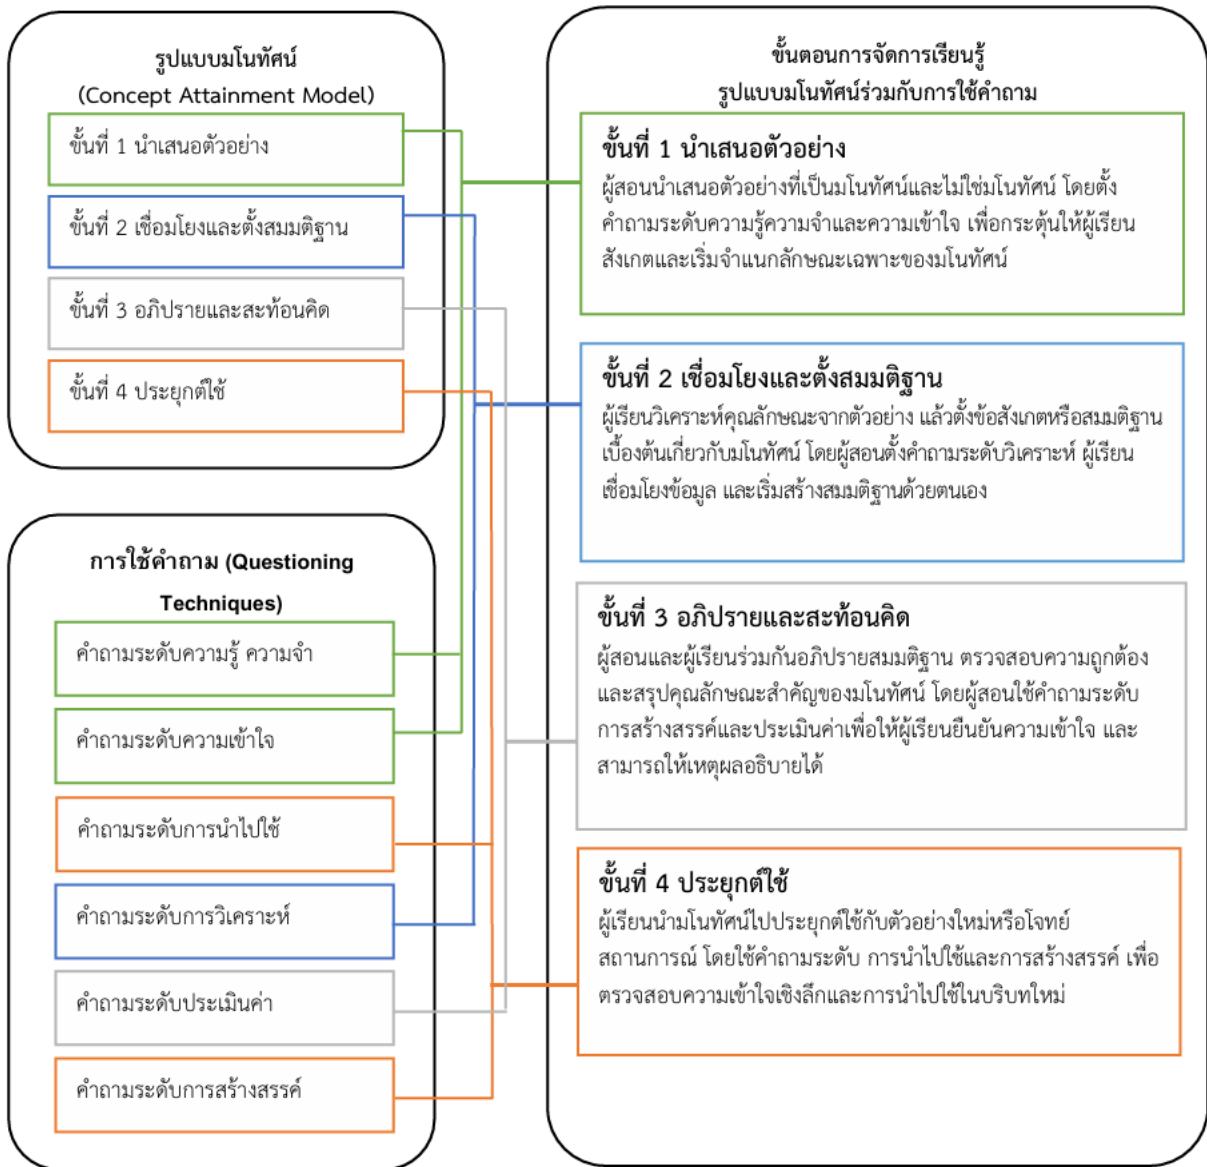 รูปแบบมโนทัศน์
(Concept Attainment Model)
ขั้นที่ 1 นำเสนอตัวอย่าง
ขั้นที่ 2 เชื่อมโยงและตั้งสมมติฐาน
ขั้นที่ 3 อภิปรายและสะท้อนคิด
ขั้นที่ 4 ประยุกต์ใช้
การใช้คำถาม (Questioning
Techniques)
คำถามระดับความรู้ ความจำ
คำถามระดับความเข้าใจ
คำถามระดับการนำไปใช้
คำถามระดับการวิเคราะห์
คำถามระดับประเมินค่า
คำถามระดับการสร้างสรรค์
ขั้นตอนการจัดการเรียนรู้
รูปแบบมโนทัศน์ร่วมกับการใช้คำถาม
ขั้นที่ 1 นำเสนอตัวอย่าง
ผู้สอนนำเสนอตัวอย่างที่เป็นมโนทัศน์และไม่ใช่มโนทัศน์ โดยตั้ง
คำถามระดับความรู้ความจำและความเข้าใจ เพื่อกระตุ้นให้ผู้เรียน
สังเกตและเริ่มจำแนกลักษณะเฉพาะของมโนทัศน์
ขั้นที่ 2 เชื่อมโยงและตั้งสมมติฐาน
ผู้เรียนวิเคราะห์คุณลักษณะจากตัวอย่าง แล้วตั้งข้อสังเกตหรือสมมติฐาน
เบื้องต้นเกี่ยวกับมโนทัศน์ โดยผู้สอนตั้งคำถามระดับวิเคราะห์ ผู้เรียน
เชื่อมโยงข้อมูล และเริ่มสร้างสมมติฐานด้วยตนเอง
ขั้นที่ 3 อภิปรายและสะท้อนคิด
ผู้สอนและผู้เรียนร่วมกันอภิปรายสมมติฐาน ตรวจสอบความถูกต้อง
และสรุปคุณลักษณะสำคัญของมโนทัศน์ โดยผู้สอนใช้คำถามระดับ
การสร้างสรรค์และประเมินค่าเพื่อให้ผู้เรียนยืนยันความเข้าใจ และ
สามารถให้เหตุผลอธิบายได้
ขั้นที่ 4 ประยุกต์ใช้
ผู้เรียนนำมโนทัศน์ไปประยุกต์ใช้กับตัวอย่างใหม่หรือโจทย์
สถานการณ์ โดยใช้คำถามระดับ การนำไปใช้และการสร้างสรรค์ เพื่อ
ตรวจสอบความเข้าใจเชิงลึกและการนำไปใช้ในบริบทใหม่